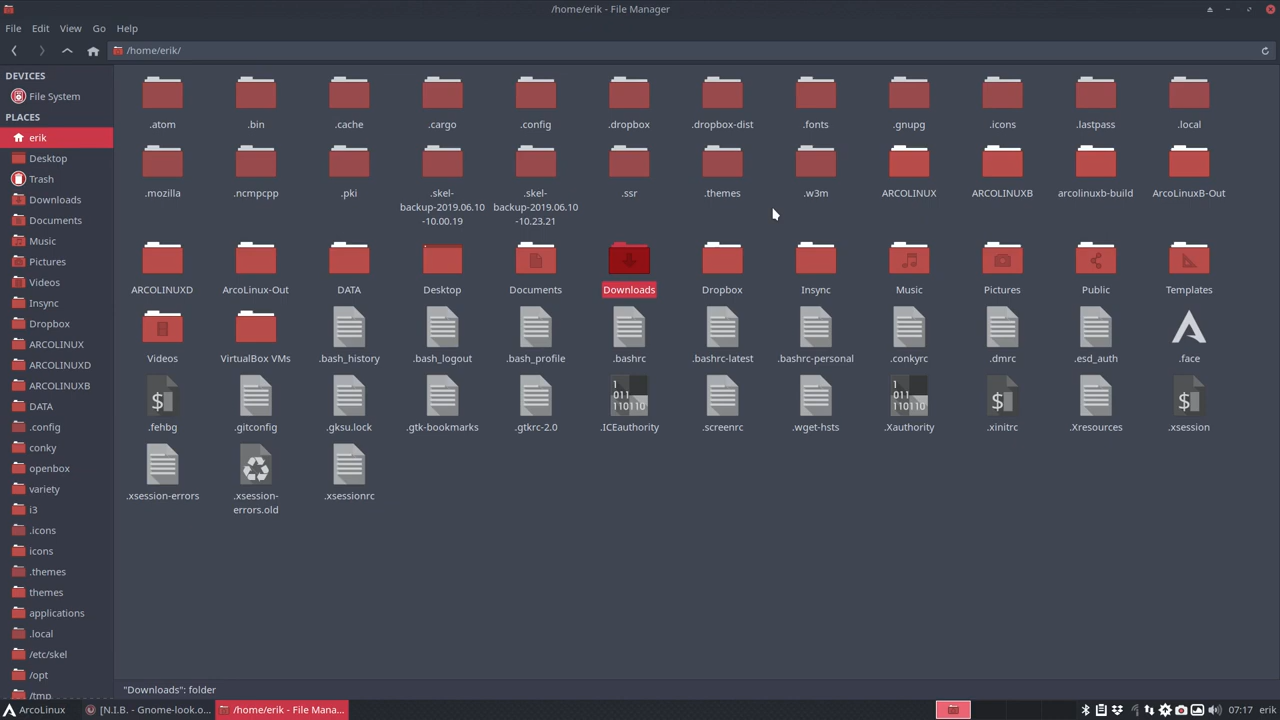 /home/erik - File Manager
File Edit View Go Help
/home/erik/
DEVICES
File System
PLACES
erik
Desktop
Trash
Downloads
Documents
Music
Pictures
Videos
Insync
Dropbox
ARCOLINUX
ARCOLINUXD
ARCOLINUXB
DATA
.config
conky
openbox
variety
i3
.icons
icons
.themes
themes
applications
.local
/etc/skel
/opt
/tmp
.atom .bin .cache .cargo .config .dropbox .dropbox-dist .fonts .gnupg .icons .lastpass .local
.mozilla .ncmpcpp .pki .skel- .skel- .ssr .themes .w3m ARCOLINUX ARCOLINUXB arcolinuxb-build ArcoLinuxB-Out
backup-2019.06.10 backup-2019.06.10
-10.00.19 -10.23.21
ARCOLINUXD ArcoLinux-Out DATA Desktop Documents Downloads Dropbox Insync Music Pictures Public Templates
Videos VirtualBox VMs .bash_history .bash_logout .bash_profile .bashrc .bashrc-latest .bashrc-personal .conkyrc .dmrc .esd_auth .face
1
011
110110
1
011
110110
.fehbg .gitconfig .gksu.lock .gtk-bookmarks .gtkrc-2.0 .ICEauthority .screenrc .wget-hsts .Xauthority .xinitrc .Xresources .xsession
.xsession-errors .xsession- .xsessionrc
errors.old
"Downloads": folder
ArcoLinux [N.I.B. - Gnome-look.o... /home/erik - File Mana... 07:17 erik